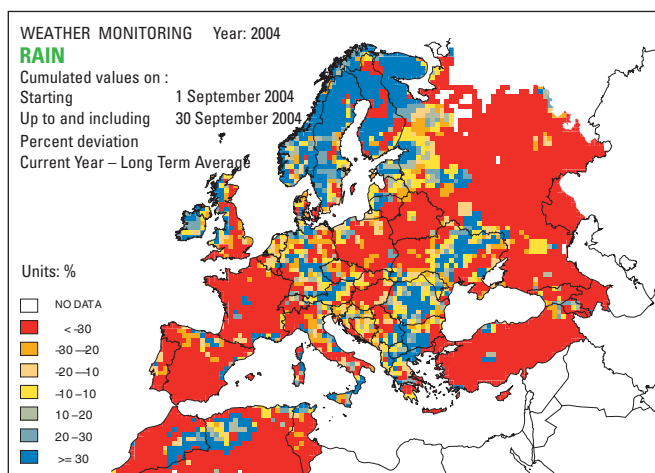 WEATHER MONITORING Year: 2004
RAIN
Cumulated values on :
Starting 1 September 2004
Up to and including 30 September 2004
Percent deviation
Current Year – Long Term Average
Units: %
NO DATA
< -30
-30 –-20
-20 –-10
-10 -10
10 -20
20 -30
>= 30